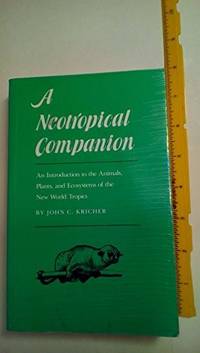 A
Neotropical
Companion
An Introduction to the Animals,
Plants, and Ecosystems of the
New World Tropics
BY JOHN C. KRICHER